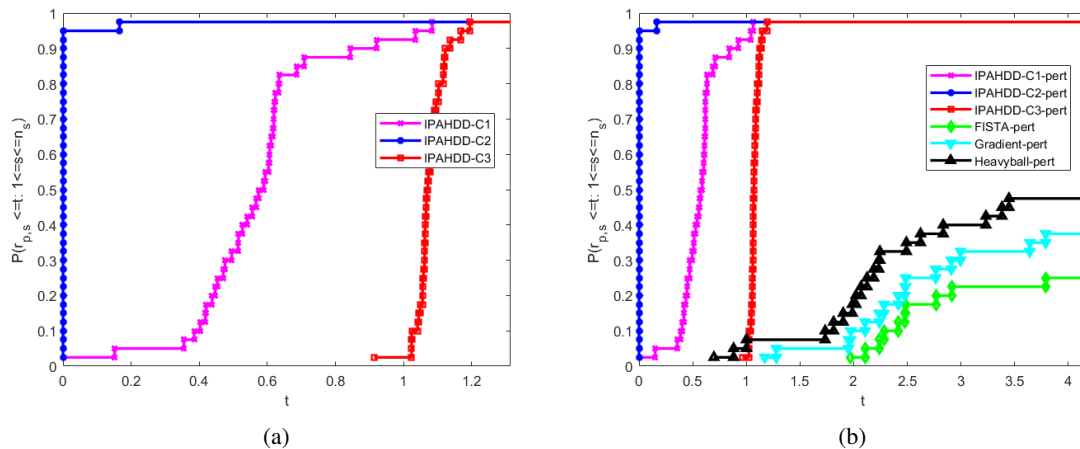 1
0.9
0.8
0.7
0.6
0.5
0.4
0.3
0.2
0.1
0
P(r_{p,s} <=t: 1<=s<=n_s)
0 0.2 0.4 0.6 0.8 1 1.2
t
IPAHDD-C1
IPAHDD-C2
IPAHDD-C3
(a)
1
0.9
0.8
0.7
0.6
0.5
0.4
0.3
0.2
0.1
0
P(r_{p,s} <=t: 1<=s<=n_s)
0 0.5 1 1.5 2 2.5 3 3.5 4
t
IPAHDD-C1-pert
IPAHDD-C2-pert
IPAHDD-C3-pert
FISTA-pert
Gradient-pert
Heavyball-pert
(b)